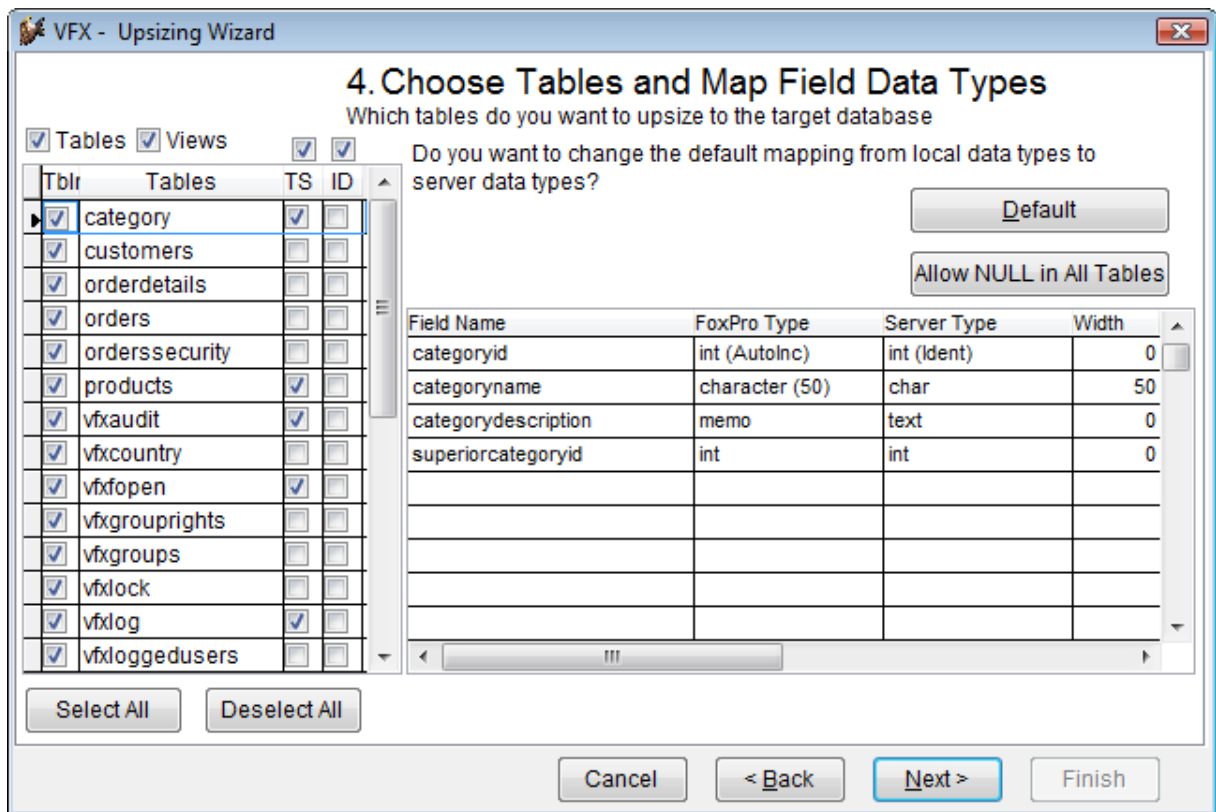 VFX - Upsizing Wizard
4. Choose Tables and Map Field Data Types
Which tables do you want to upsize to the target database
Tables Views
Do you want to change the default mapping from local data types to
server data types?
Tblr Tables TS ID
category
customers
orderdetails
orders
orderssecurity
products
vfxaudit
vfxcountry
vfxfopen
vfxgrouprights
vfxgroups
vfxlock
vfxlog
vfxloggedusers
Default
Allow NULL in All Tables
Field Name FoxPro Type Server Type Width
categoryid int (AutoInc) int (Ident) 0
categoryname character (50) char 50
categorydescription memo text 0
superiorcategoryid int int 0
Select All Deselect All
Cancel < Back Next > Finish